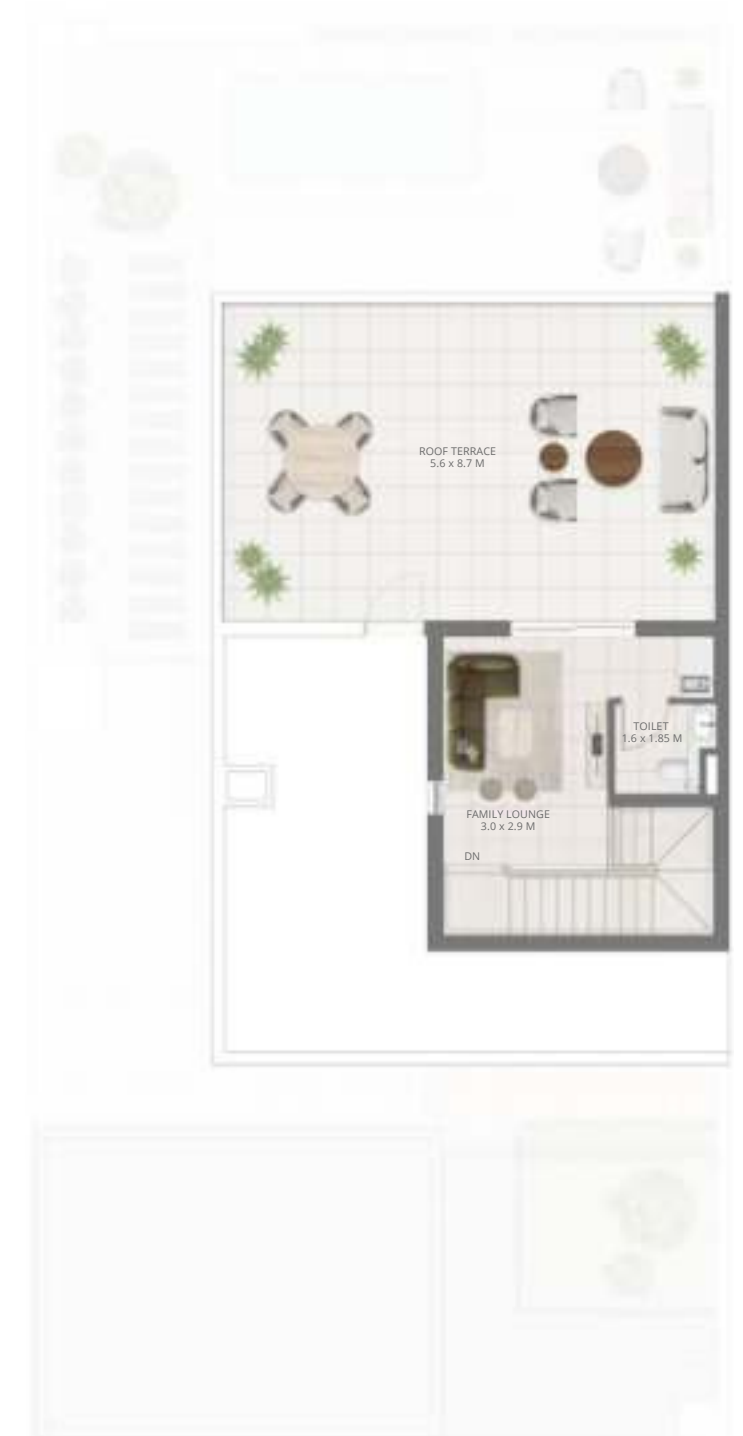 ROOF TERRACE
5.6 x 8.7 M
TOILET
1.6 x 1.85 M
FAMILY LOUNGE
3.0 x 2.9 M
DN